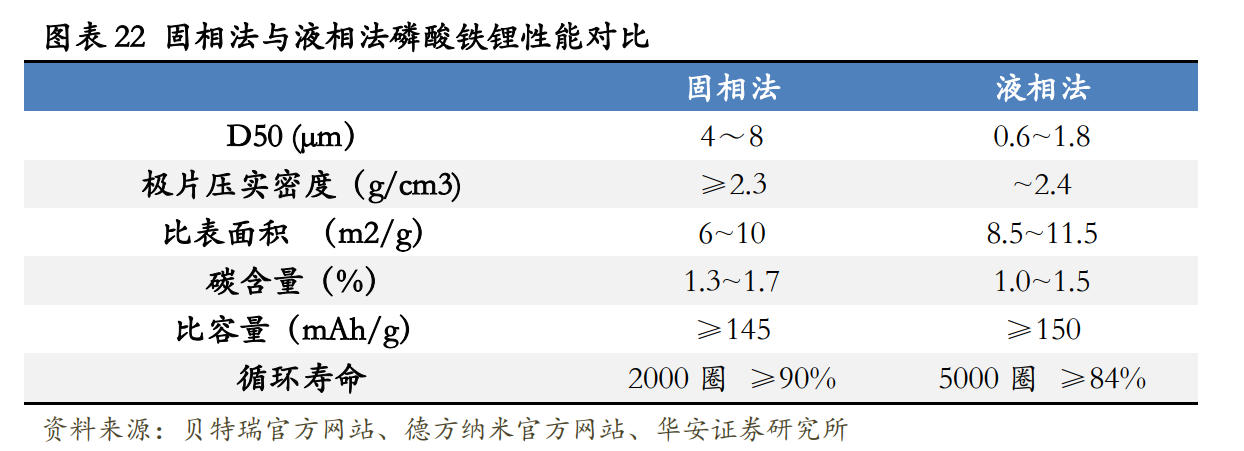 图表 22 固相法与液相法磷酸铁锂性能对比
固相法 液相法
D50 (μm） 4～8 0.6~1.8
极片压实密度（g/cm3) ≥2.3 ~2.4
比表面积 （m2/g） 6~10 8.5~11.5
碳含量（%） 1.3~1.7 1.0~1.5
比容量（mAh/g） ≥145 ≥150
循环寿命 2000 圈 ≥90% 5000 圈 ≥84%
资料来源：贝特瑞官方网站、德方纳米官方网站、华安证券研究所